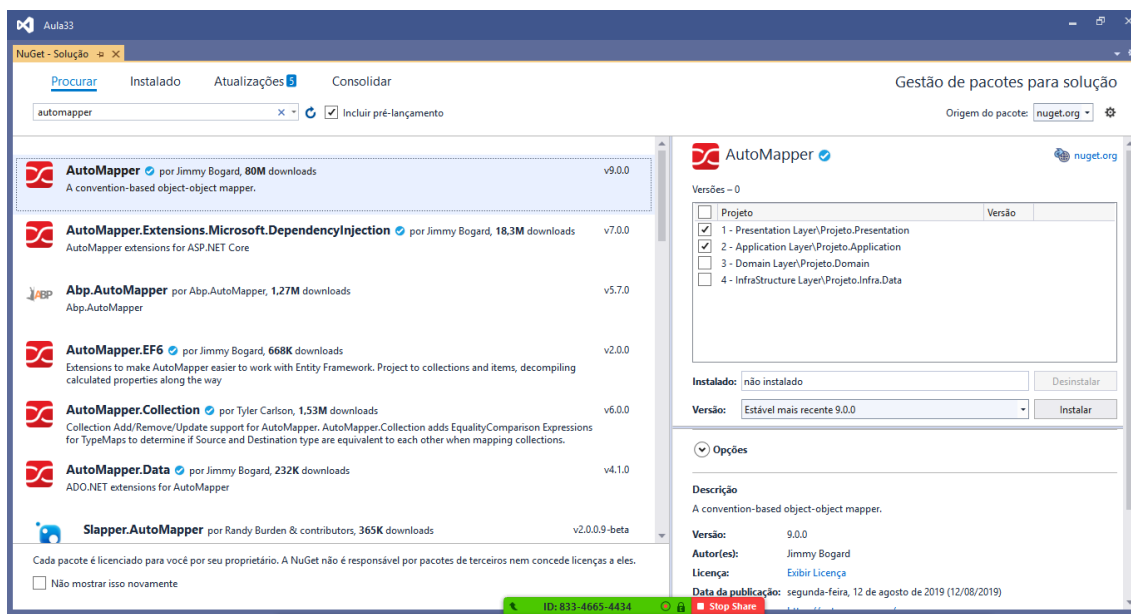 Aula33
NuGet - Solução
Procurar Instalado Atualizações 5 Consolidar
Gestão de pacotes para solução
automapper
Incluir pré-lançamento
Origem do pacote: nuget.org
AutoMapper por Jimmy Bogard, 80M downloads v9.0.0
A convention-based object-object mapper.
AutoMapper.Extensions.Microsoft.DependencyInjection por Jimmy Bogard, 18,3M downloads v7.0.0
AutoMapper extensions for ASP.NET Core
ABP
Abp.AutoMapper por Abp.AutoMapper, 1,27M downloads v5.7.0
Abp.AutoMapper
AutoMapper.EF6 por Jimmy Bogard, 668K downloads v2.0.0
Extensions to make AutoMapper easier to work with Entity Framework. Project to collections and items, decompiling
calculated properties along the way
AutoMapper.Collection por Tyler Carlson, 1,53M downloads v6.0.0
Collection Add/Remove/Update support for AutoMapper. AutoMapper.Collection adds EqualityComparison Expressions
for TypeMaps to determine if Source and Destination type are equivalent to each other when mapping collections.
AutoMapper.Data por Jimmy Bogard, 232K downloads v4.1.0
ADO.NET extensions for AutoMapper
Slapper.AutoMapper por Randy Burden & contributors, 365K downloads v2.0.0.9-beta
Cada pacote é licenciado para você por seu proprietário. A NuGet não é responsável por pacotes de terceiros nem concede licenças a eles.
Não mostrar isso novamente
AutoMapper nuget.org
Versões – 0
Projeto Versão
1 - Presentation Layer\Projeto.Presentation
2 - Application Layer\Projeto.Application
3 - Domain Layer\Projeto.Domain
4 - InfraStructure Layer\Projeto.Infra.Data
Instalado: não instalado Desinstalar
Versão: Estável mais recente 9.0.0 Instalar
Opções
Descrição
A convention-based object-object mapper.
Versão: 9.0.0
Autor(es): Jimmy Bogard
Licença: Exibir Licença
Data da publicação: segunda-feira, 12 de agosto de 2019 (12/08/2019)
ID: 833-4665-4434 Stop Share